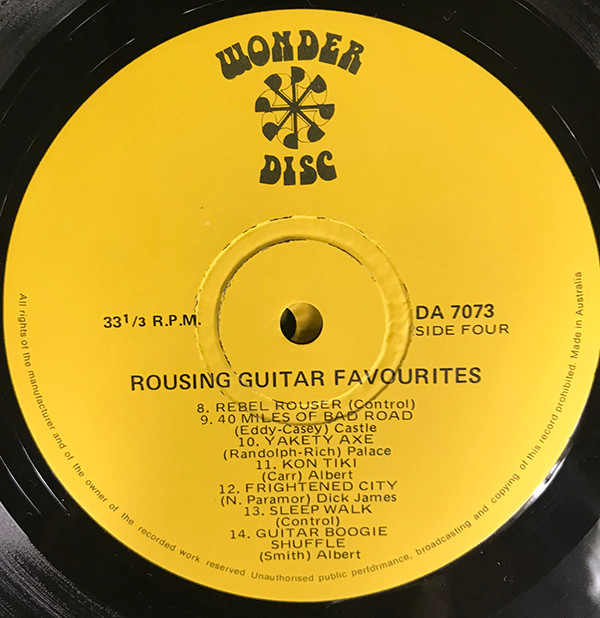 WONDER
DISC
33 1/3 R.P.M.
DA 7073
SIDE FOUR
ROUSING GUITAR FAVOURITES
8. REBEL ROUSER (Control)
9. 40 MILES OF BAD ROAD
(Eddy-Casey) Castle
10. YAKETY AXE
(Randolph-Rich) Palace
11. KON TIKI
(Carr) Albert
12. FRIGHTENED CITY
(N. Paramor) Dick James
13. SLEEP WALK
(Control)
14. GUITAR BOOGIE
SHUFFLE
(Smith) Albert
All rights of the manufacturer and of the owner of the recorded work reserved Unauthorised public performance, broadcasting and copying of this record prohibited. Made in Australia